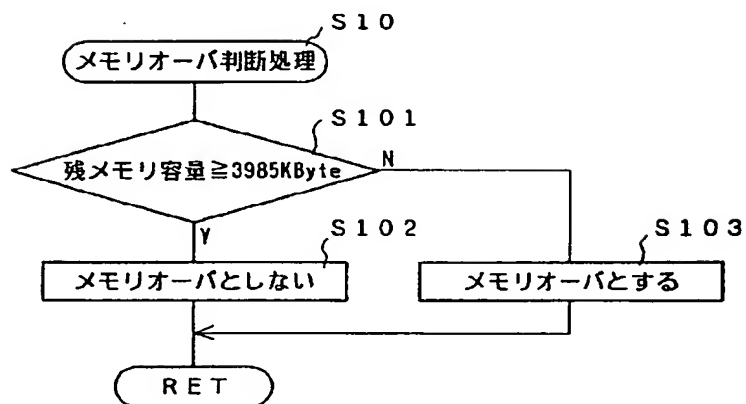 S10
メモリオーバ判断処理
S101
残メモリ容量≧3985KByte
N
Y
S102
S103
メモリオーバとしない
メモリオーバとする
RET